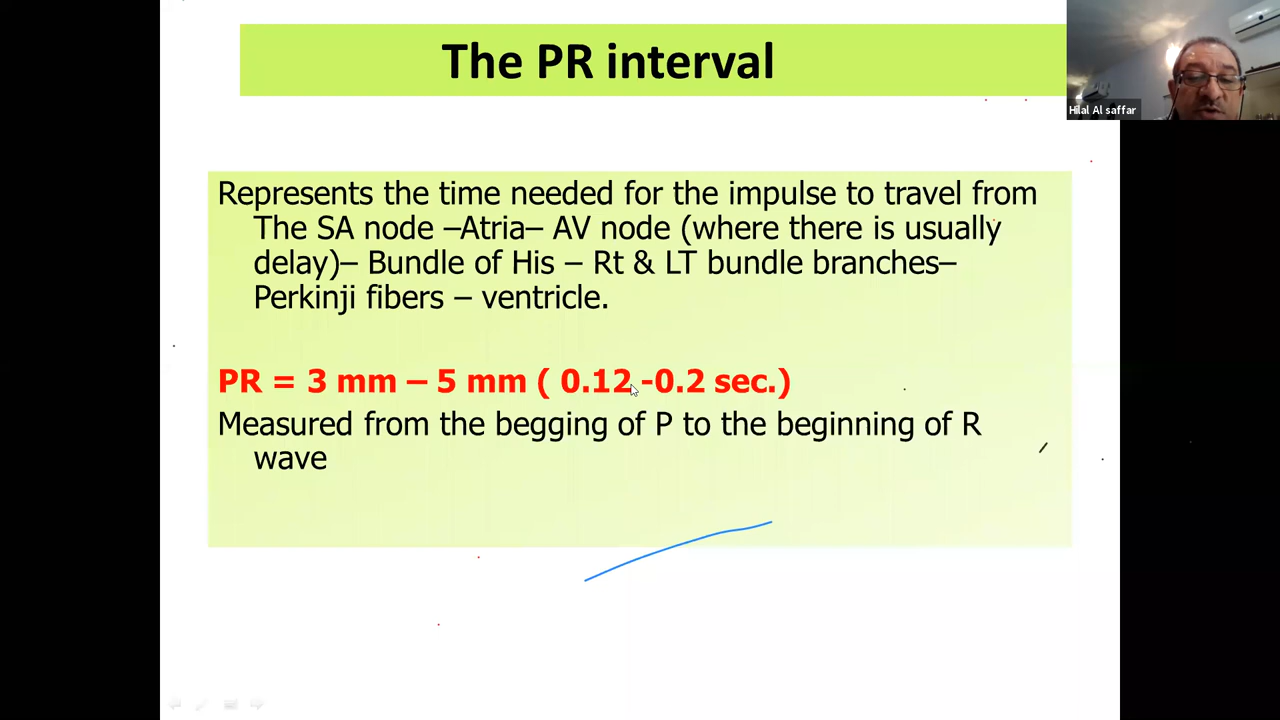 The PR interval
Hilal Al saffar
Represents the time needed for the impulse to travel from
The SA node –Atria– AV node (where there is usually
delay)– Bundle of His – Rt & LT bundle branches–
Perkinji fibers – ventricle.
PR = 3 mm – 5 mm ( 0.12 -0.2 sec.)
Measured from the begging of P to the beginning of R
wave